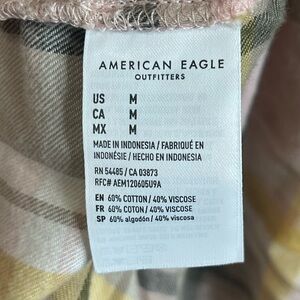 AMERICAN EAGLE
OUTFITTERS
US M
CA M
MX M
MADE IN INDONESIA / FABRIQUÉ EN
INDONÉSIE / HECHO EN INDONESIA
RN 54485 / CA 03873
RFC# AEM120605U9A
EN 60% COTTON / 40% VISCOSE
FR 60% COTON / 40% VISCOSE
SP 60% algodón / 40% viscosa